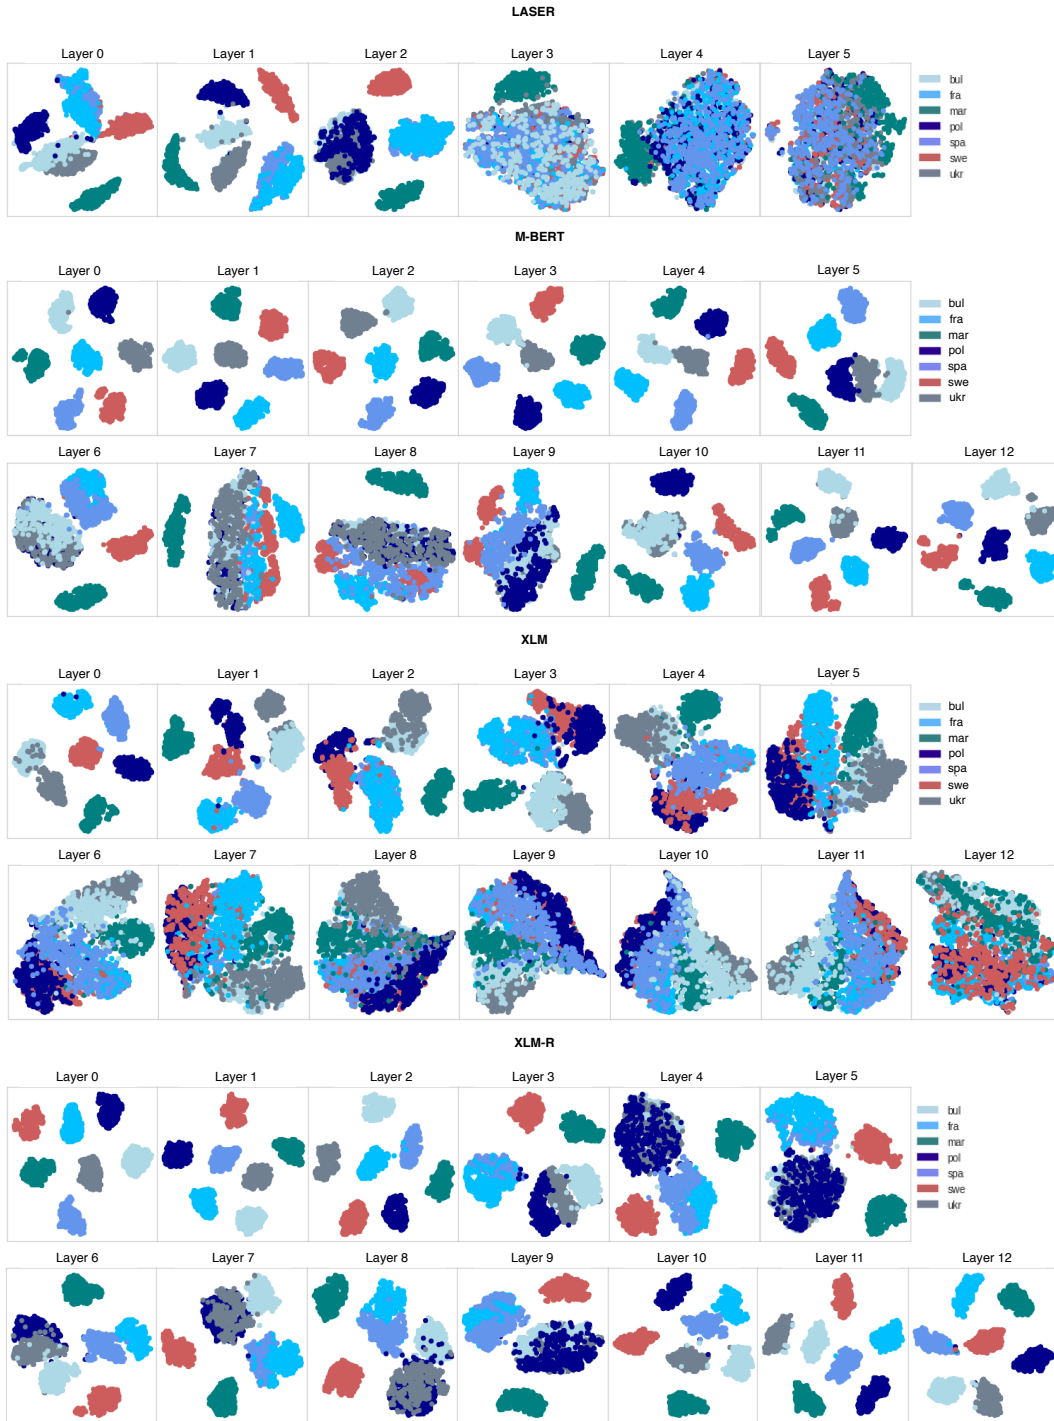 LASER
Layer 0 Layer 1 Layer 2 Layer 3 Layer 4 Layer 5
bul
fra
mar
pol
spa
swe
ukr
M-BERT
Layer 0 Layer 1 Layer 2 Layer 3 Layer 4 Layer 5
bul
fra
mar
pol
spa
swe
ukr
Layer 6 Layer 7 Layer 8 Layer 9 Layer 10 Layer 11 Layer 12
XLM
Layer 0 Layer 1 Layer 2 Layer 3 Layer 4 Layer 5
bul
fra
mar
pol
spa
swe
ukr
Layer 6 Layer 7 Layer 8 Layer 9 Layer 10 Layer 11 Layer 12
XLM-R
Layer 0 Layer 1 Layer 2 Layer 3 Layer 4 Layer 5
bul
fra
mar
pol
spa
swe
ukr
Layer 6 Layer 7 Layer 8 Layer 9 Layer 10 Layer 11 Layer 12